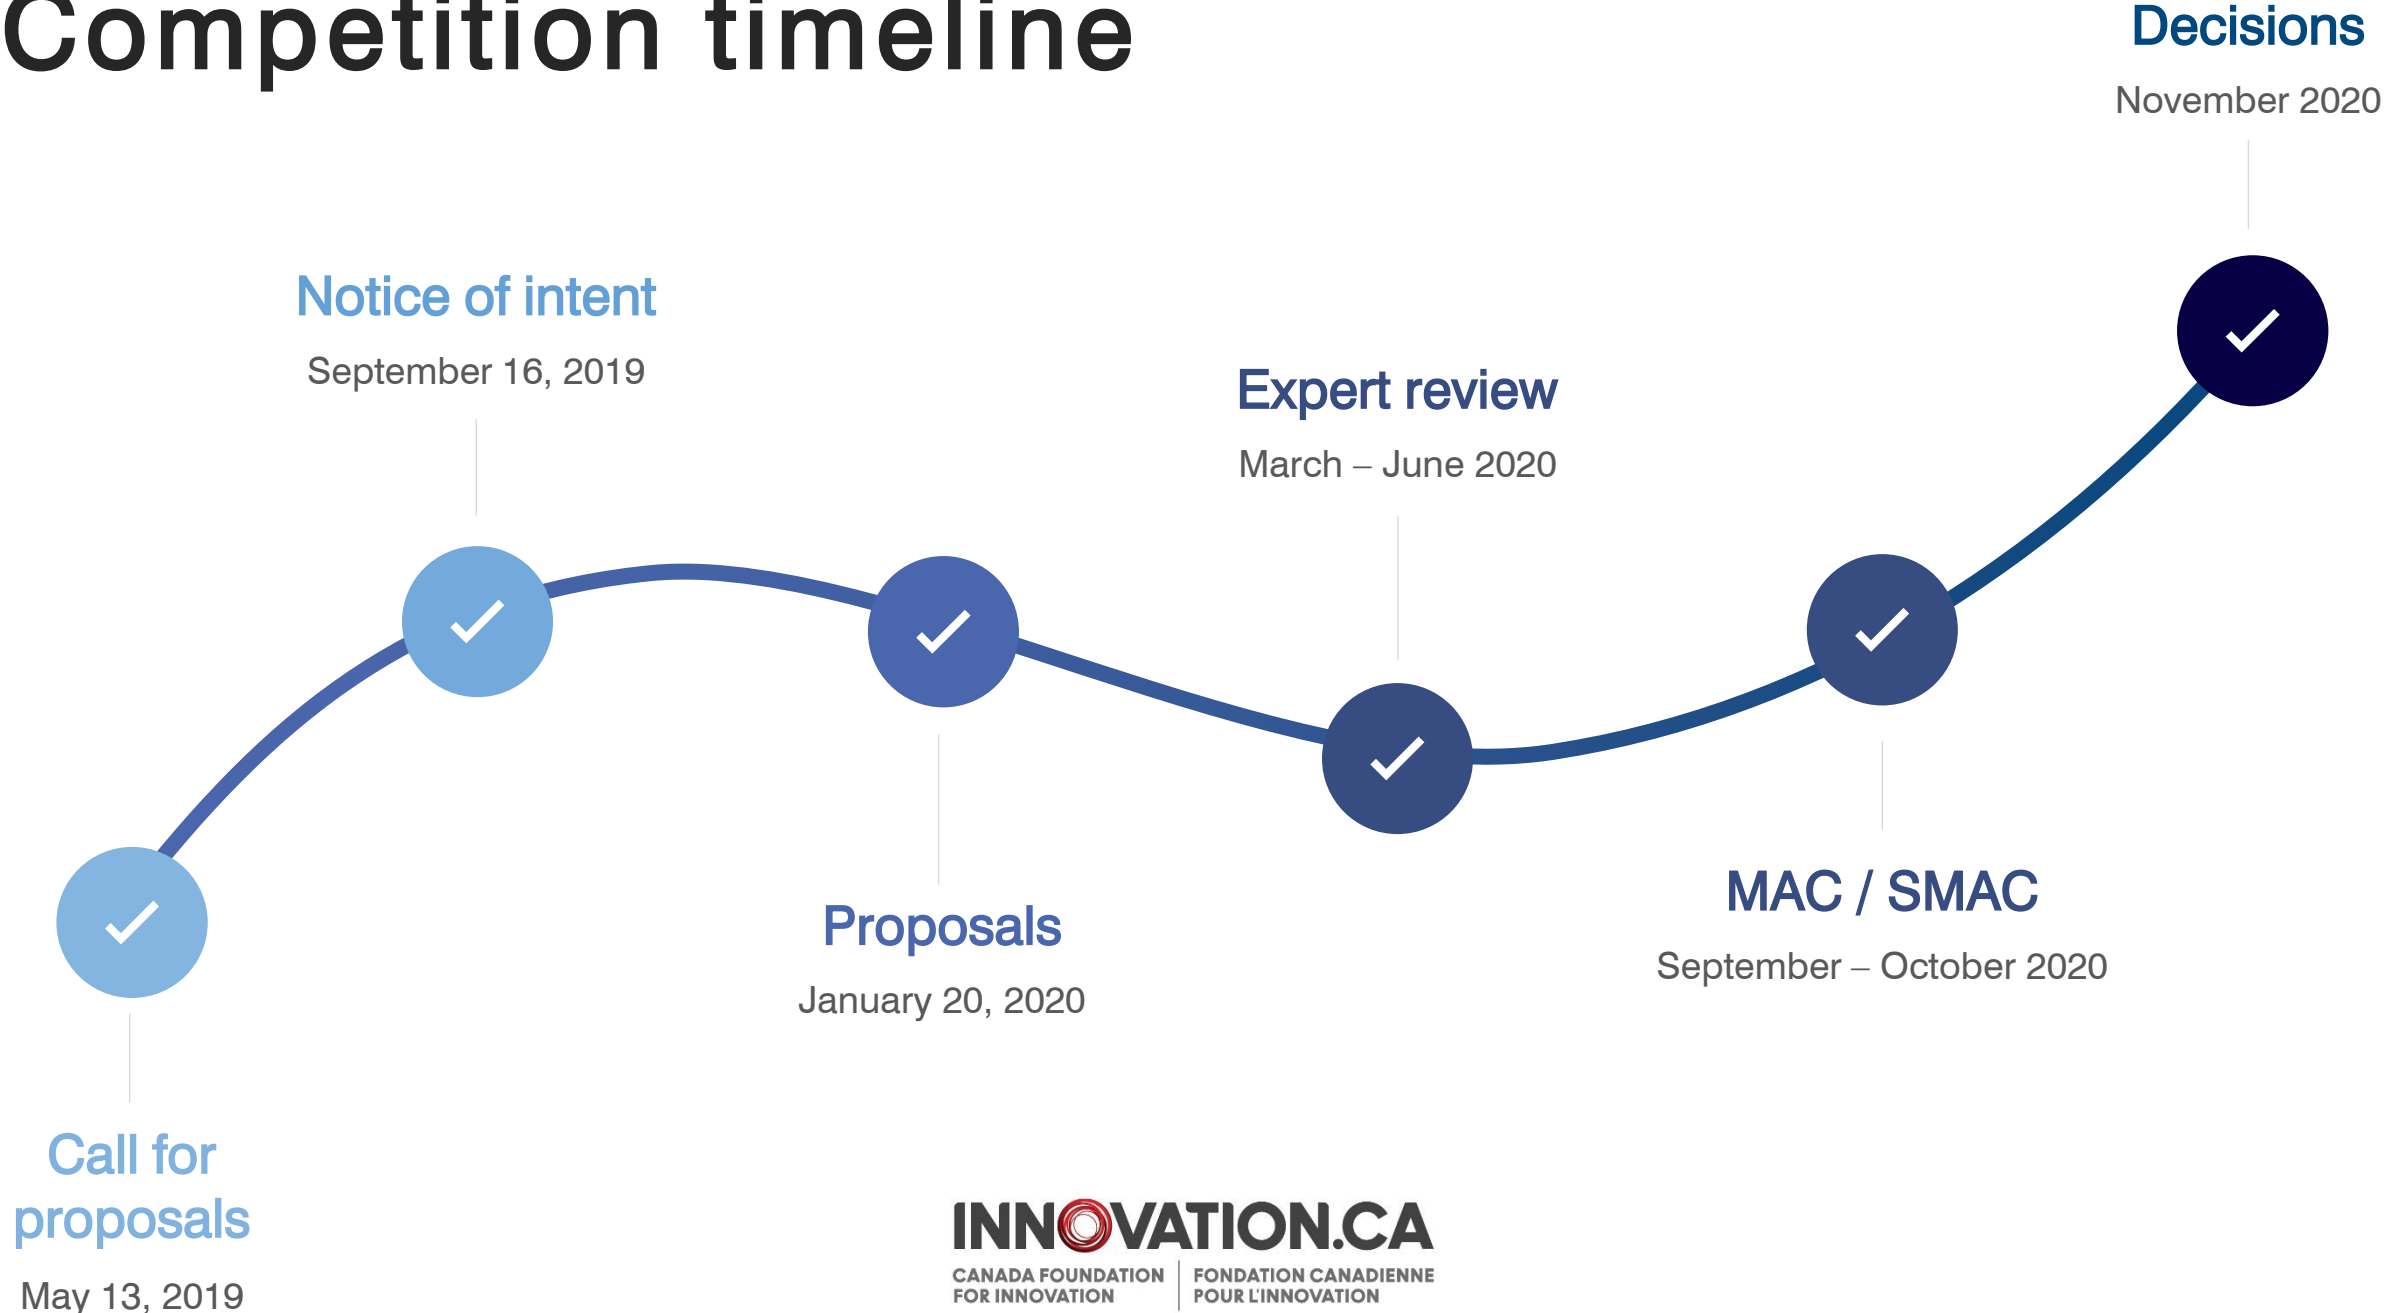 Competition timeline
Decisions
November 2020
Notice of intent
September 16, 2019
Expert review
March – June 2020
Proposals
January 20, 2020
MAC / SMAC
September – October 2020
Call for
proposals
May 13, 2019
INNOVATION.CA
CANADA FOUNDATION
FOR INNOVATION
FONDATION CANADIENNE
POUR L'INNOVATION